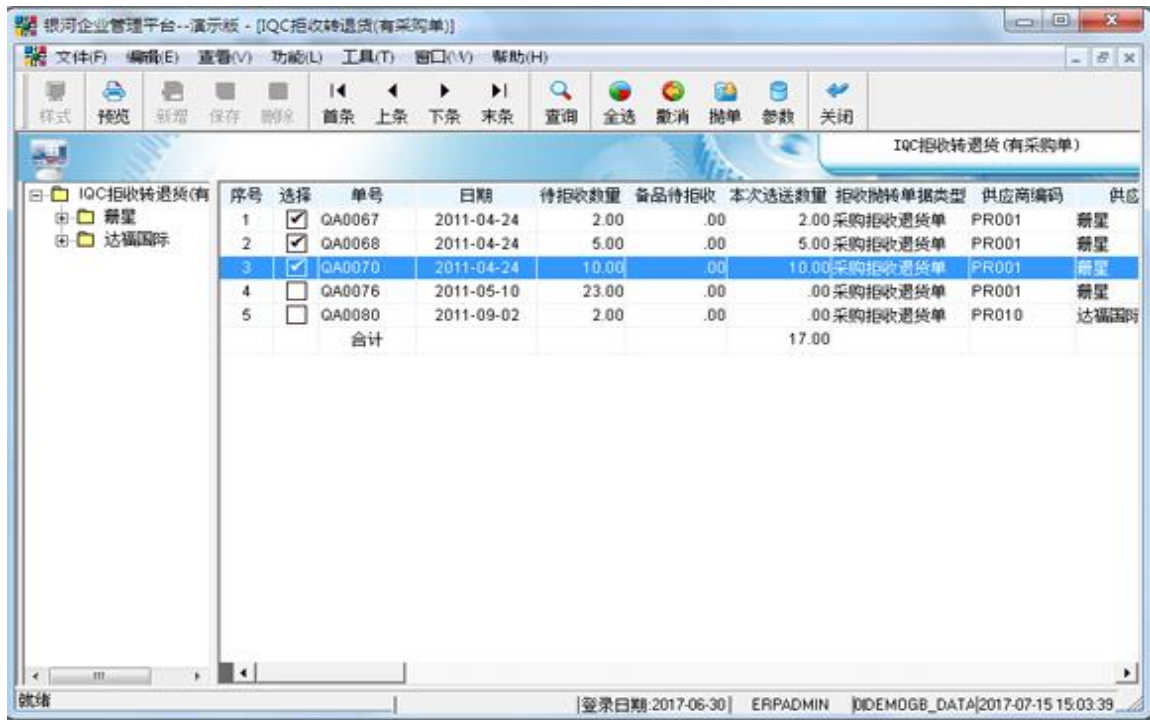 银河企业管理平台--演示版 - [IQC拒收转退货(有采购单)]
文件(F) 编辑(E) 查看(V) 功能(L) 工具(T) 窗口(W) 帮助(H)
样式 预览 新增 保存 删除 首条 上条 下条 末条 查询 全选 撤消 抛单 参数 关闭
IQC拒收转退货(有采购单)
IQC拒收转退货(有
珊星
达福国际
序号 选择 单号 日期 待拒收数量 备品待拒收 本次选送数量 拒收抛转单据类型 供应商编码 供应
1 QA0067 2011-04-24 2.00 .00 2.00 采购拒收退货单 PR001 珊星
2 QA0068 2011-04-24 5.00 .00 5.00 采购拒收退货单 PR001 珊星
3 QA0070 2011-04-24 10.00 .00 10.00 采购拒收退货单 PR001 珊星
4 QA0076 2011-05-10 23.00 .00 .00 采购拒收退货单 PR001 珊星
5 QA0080 2011-09-02 2.00 .00 .00 采购拒收退货单 PR010 达福国际
合计 17.00
就绪 登录日期:2017-06-30 ERPADMIN DEMOGB_DATA 2017-07-15 15:03:39